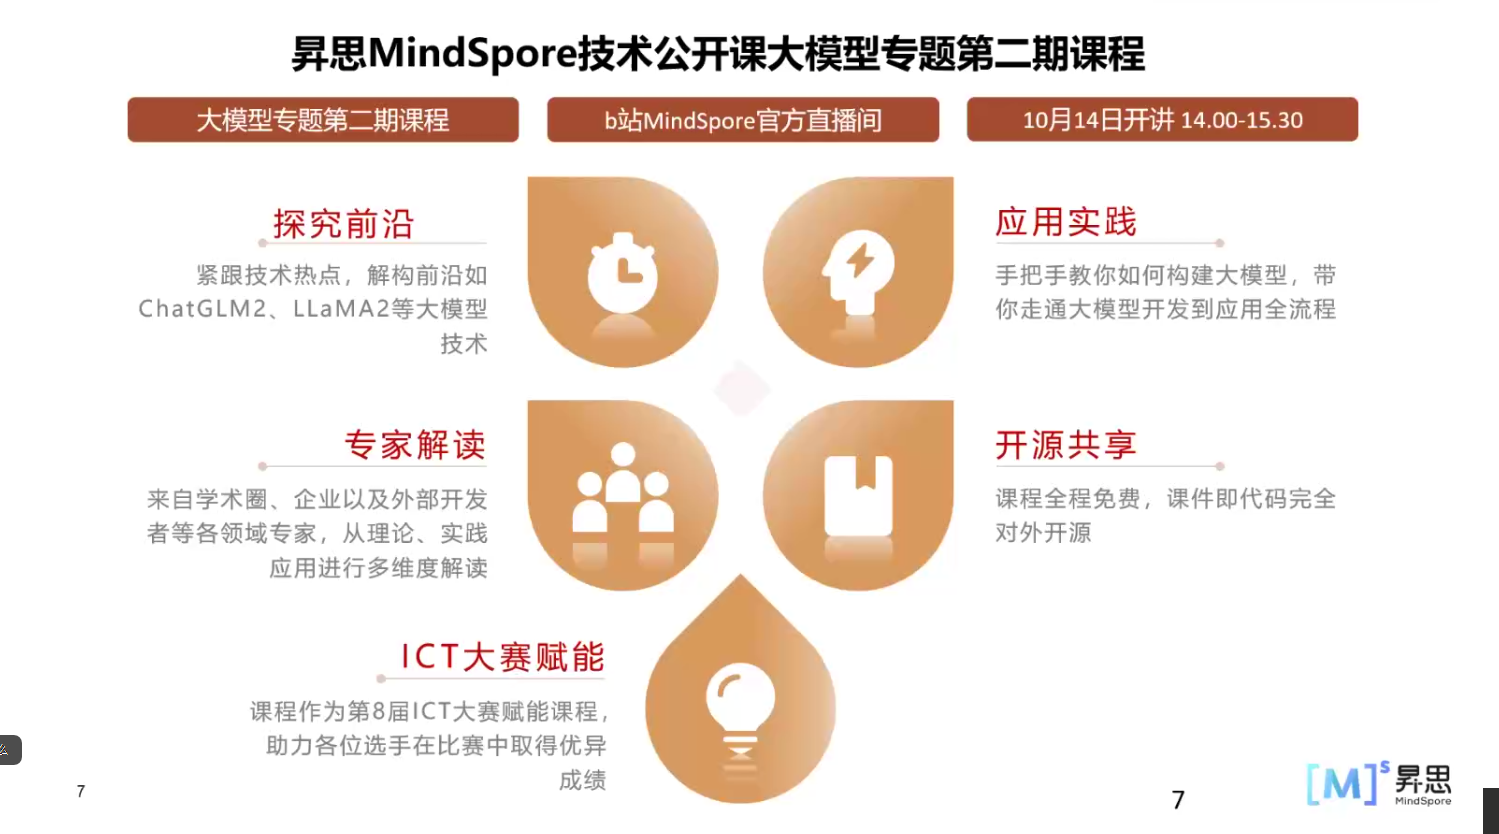 昇思MindSpore技术公开课大模型专题第二期课程
大模型专题第二期课程
b站MindSpore官方直播间
10月14日开讲 14.00-15.30
探究前沿
紧跟技术热点，解构前沿如
ChatGLM2、LLaMA2等大模型
技术
应用实践
手把手教你如何构建大模型，带
你走通大模型开发到应用全流程
专家解读
来自学术圈、企业以及外部开发
者等各领域专家，从理论、实践
应用进行多维度解读
开源共享
课程全程免费，课件即代码完全
对外开源
ICT大赛赋能
课程作为第8届ICT大赛赋能课程，
助力各位选手在比赛中取得优异
成绩
么
7
7
[M]s
昇思
MindSpore